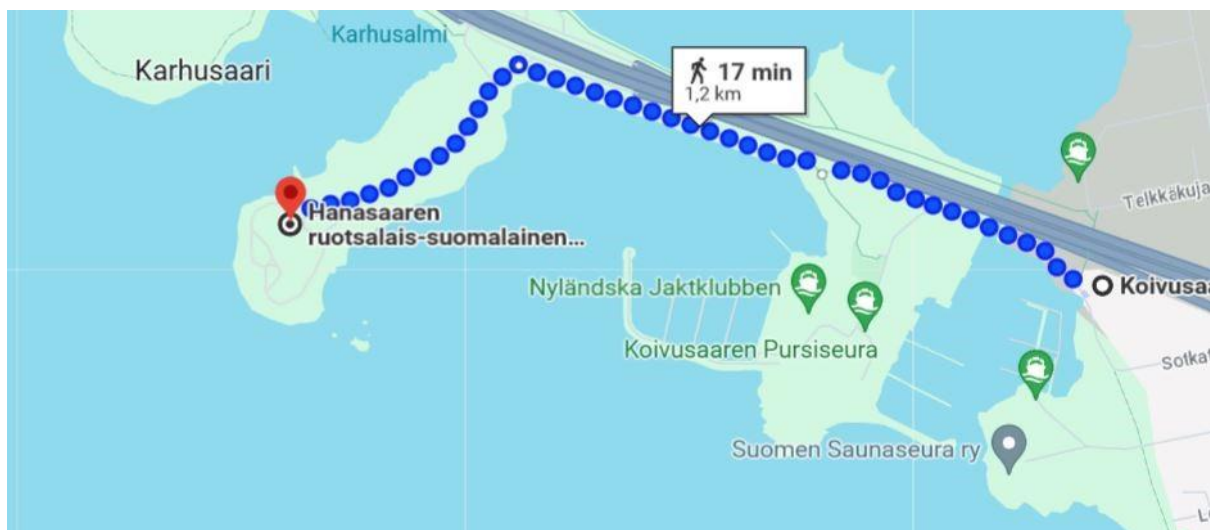 Karhusalmi
Karhusaari
17 min
1,2 km
Telkkäkuja
Hanasaaren
ruotsalais-suomalainen...
Nyländska Jaktklubben
Koivusaa
Koivusaaren Pursiseura
Sotkat
Suomen Saunaseura ry